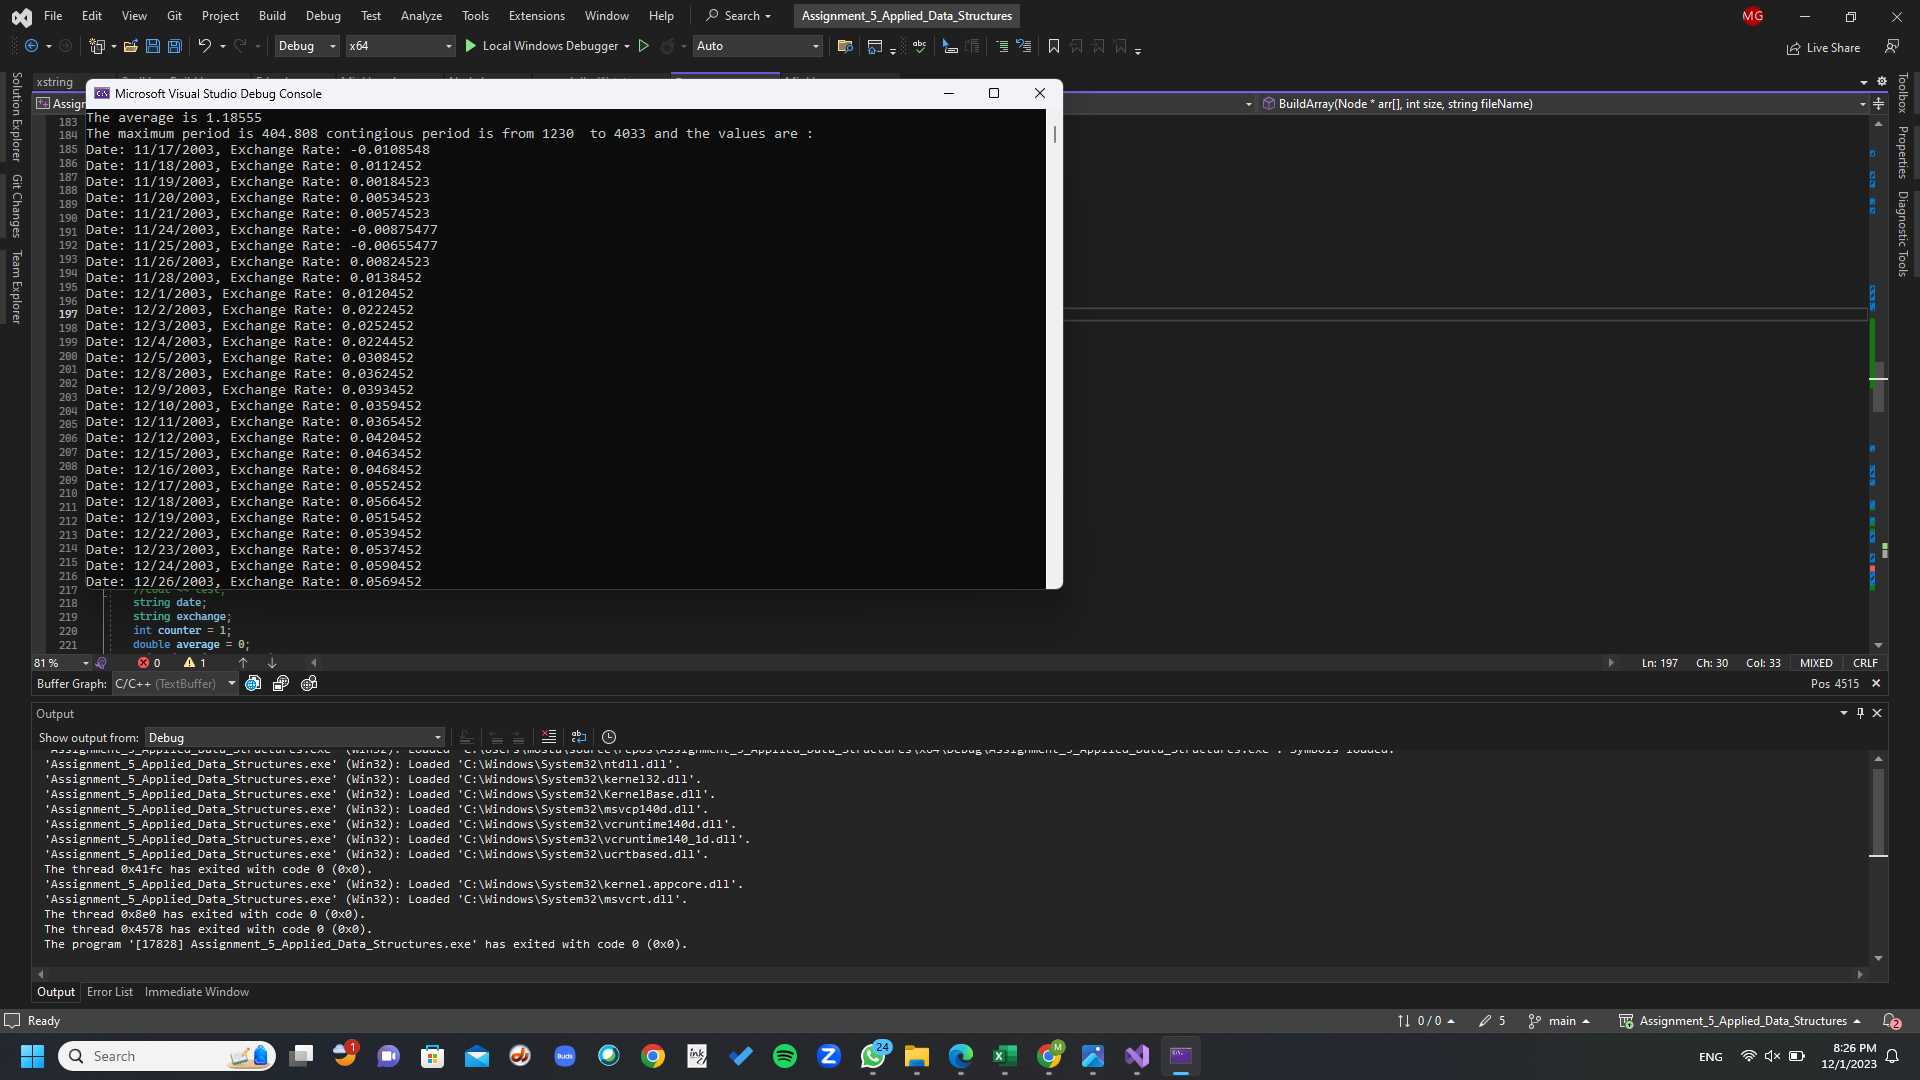 File Edit View Git Project Build Debug Test Analyze Tools Extensions Window Help Search Assignment_5_Applied_Data_Structures MG
Debug x64 Local Windows Debugger Auto Live Share
xstring
Microsoft Visual Studio Debug Console
Assign BuildArray(Node * arr[], int size, string fileName)
Solution Explorer
Git Changes
Team Explorer
Toolbox
Properties
Diagnostic Tools
The average is 1.18555
The maximum period is 404.808 contingious period is from 1230  to 4033 and the values are :
Date: 11/17/2003, Exchange Rate: -0.0108548
Date: 11/18/2003, Exchange Rate: 0.0112452
Date: 11/19/2003, Exchange Rate: 0.00184523
Date: 11/20/2003, Exchange Rate: 0.00534523
Date: 11/21/2003, Exchange Rate: 0.00574523
Date: 11/24/2003, Exchange Rate: -0.00875477
Date: 11/25/2003, Exchange Rate: -0.00655477
Date: 11/26/2003, Exchange Rate: 0.00824523
Date: 11/28/2003, Exchange Rate: 0.0138452
Date: 12/1/2003, Exchange Rate: 0.0120452
Date: 12/2/2003, Exchange Rate: 0.0222452
Date: 12/3/2003, Exchange Rate: 0.0252452
Date: 12/4/2003, Exchange Rate: 0.0224452
Date: 12/5/2003, Exchange Rate: 0.0308452
Date: 12/8/2003, Exchange Rate: 0.0362452
Date: 12/9/2003, Exchange Rate: 0.0393452
Date: 12/10/2003, Exchange Rate: 0.0359452
Date: 12/11/2003, Exchange Rate: 0.0365452
Date: 12/12/2003, Exchange Rate: 0.0420452
Date: 12/15/2003, Exchange Rate: 0.0463452
Date: 12/16/2003, Exchange Rate: 0.0468452
Date: 12/17/2003, Exchange Rate: 0.0552452
Date: 12/18/2003, Exchange Rate: 0.0566452
Date: 12/19/2003, Exchange Rate: 0.0515452
Date: 12/22/2003, Exchange Rate: 0.0539452
Date: 12/23/2003, Exchange Rate: 0.0537452
Date: 12/24/2003, Exchange Rate: 0.0590452
Date: 12/26/2003, Exchange Rate: 0.0569452
183
184
185
186
187
188
189
190
191
192
193
194
195
196
197
198
199
200
201
202
203
204
205
206
207
208
209
210
211
212
213
214
215
216
217 //cout << test;
218 string date;
219 string exchange;
220 int counter = 1;
221 double average = 0;
81 % 0 1 Ln: 197 Ch: 30 Col: 33 MIXED CRLF
Buffer Graph: C/C++ (TextBuffer) Pos 4515
Output
Show output from: Debug
'Assignment_5_Applied_Data_Structures.exe' (Win32): Loaded 'C:\Users\mosta\source\repos\Assignment_5_Applied_Data_Structures\x64\Debug\Assignment_5_Applied_Data_Structures.exe'. Symbols loaded.
'Assignment_5_Applied_Data_Structures.exe' (Win32): Loaded 'C:\Windows\System32\ntdll.dll'.
'Assignment_5_Applied_Data_Structures.exe' (Win32): Loaded 'C:\Windows\System32\kernel32.dll'.
'Assignment_5_Applied_Data_Structures.exe' (Win32): Loaded 'C:\Windows\System32\KernelBase.dll'.
'Assignment_5_Applied_Data_Structures.exe' (Win32): Loaded 'C:\Windows\System32\msvcp140d.dll'.
'Assignment_5_Applied_Data_Structures.exe' (Win32): Loaded 'C:\Windows\System32\vcruntime140d.dll'.
'Assignment_5_Applied_Data_Structures.exe' (Win32): Loaded 'C:\Windows\System32\vcruntime140_1d.dll'.
'Assignment_5_Applied_Data_Structures.exe' (Win32): Loaded 'C:\Windows\System32\ucrtbased.dll'.
The thread 0x41fc has exited with code 0 (0x0).
'Assignment_5_Applied_Data_Structures.exe' (Win32): Loaded 'C:\Windows\System32\kernel.appcore.dll'.
'Assignment_5_Applied_Data_Structures.exe' (Win32): Loaded 'C:\Windows\System32\msvcrt.dll'.
The thread 0x8e0 has exited with code 0 (0x0).
The thread 0x4578 has exited with code 0 (0x0).
The program '[17828] Assignment_5_Applied_Data_Structures.exe' has exited with code 0 (0x0).
Output Error List Immediate Window
Ready 0 / 0 5 main Assignment_5_Applied_Data_Structures 2
Search 1 Buds ink 24 M ENG 8:26 PM
12/1/2023